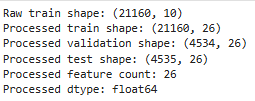 Raw train shape: (21160, 10)
Processed train shape: (21160, 26)
Processed validation shape: (4534, 26)
Processed test shape: (4535, 26)
Processed feature count: 26
Processed dtype: float64